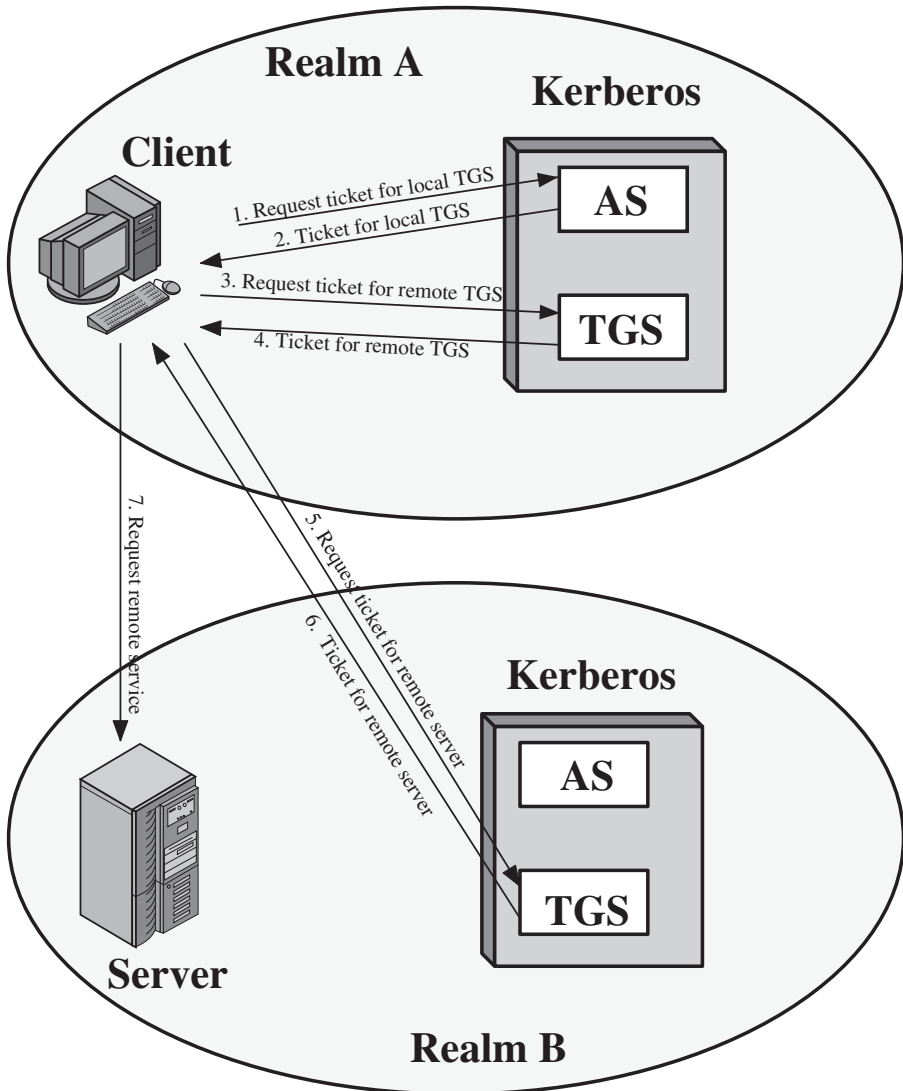 Realm A
Kerberos
Client
1. Request ticket for local TGS
AS
2. Ticket for local TGS
3. Request ticket for remote TGS
TGS
4. Ticket for remote TGS
7. Request remote service
5. Request ticket for remote server
6. Ticket for remote server
Kerberos
AS
TGS
Server
Realm B